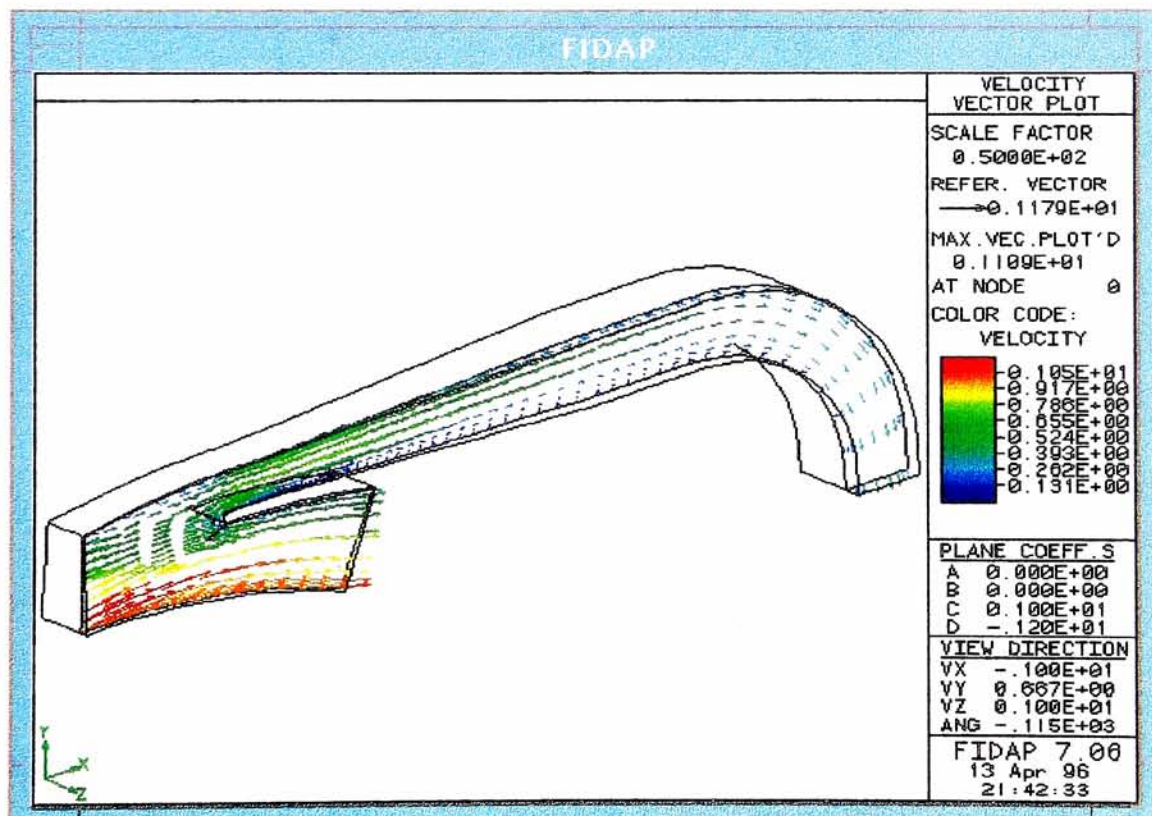 FIDAP
VELOCITY
VECTOR PLOT
SCALE FACTOR
0.5000E+02
REFER. VECTOR
0.1179E+01
MAX.VEC.PLOT'D
0.1109E+01
AT NODE 0
COLOR CODE:
VELOCITY
0.105E+01
0.917E+00
0.786E+00
0.655E+00
0.524E+00
0.393E+00
0.262E+00
0.131E+00
PLANE COEFF.S
A 0.000E+00
B 0.000E+00
C 0.100E+01
D -.120E+01
VIEW DIRECTION
VX -.100E+01
VY 0.667E+00
VZ 0.100E+01
ANG -.115E+03
FIDAP 7.06
13 Apr 96
21:42:33
Y
X
Z